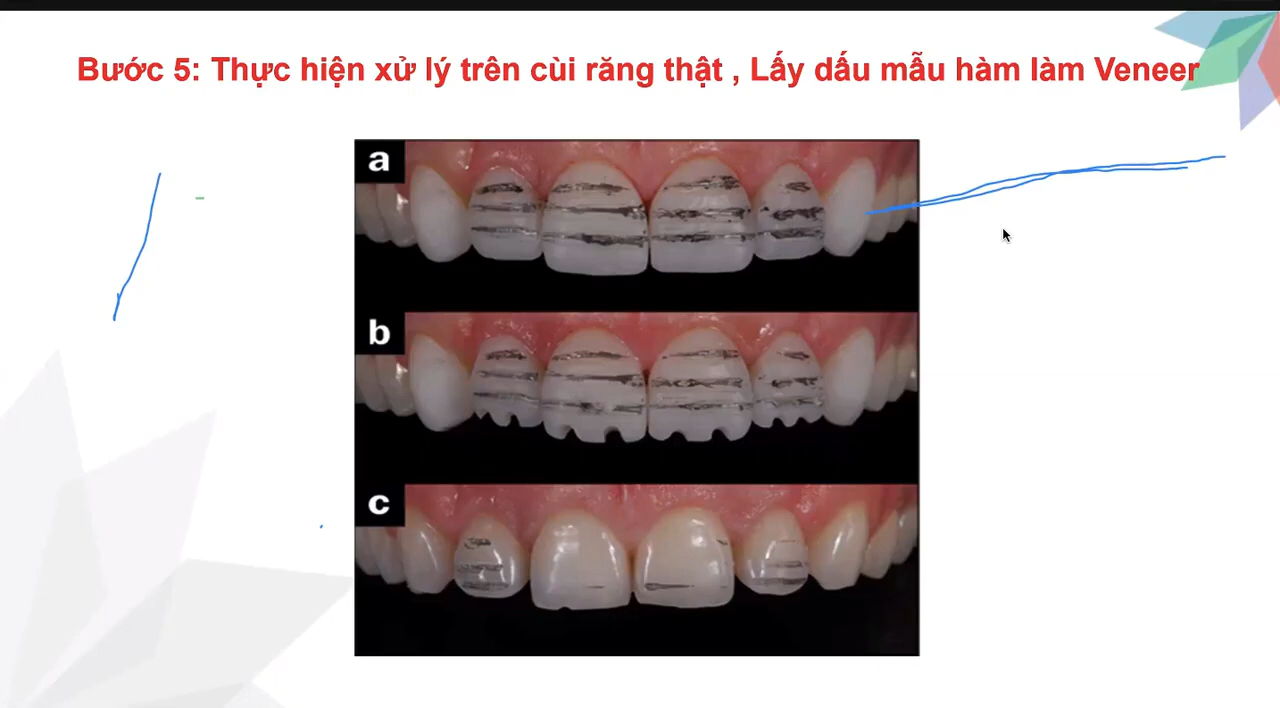 Bước 5: Thực hiện xử lý trên cùi răng thật , Lấy dấu mẫu hàm làm Veneer
a
b
c